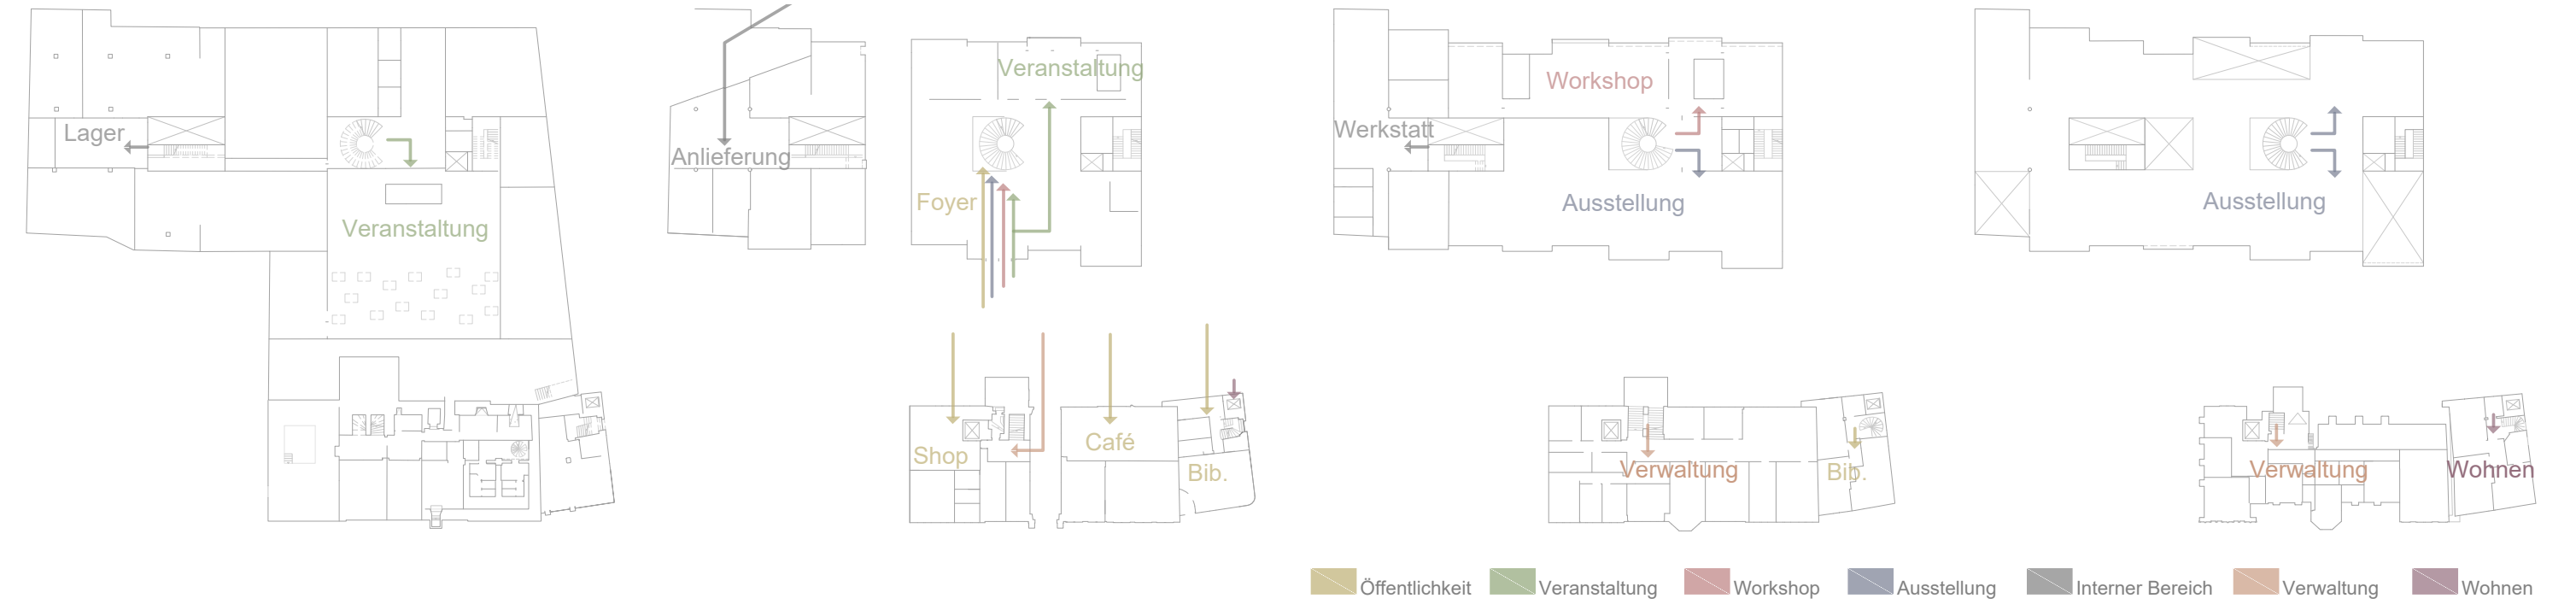 Veranstaltung
Workshop
Lager
Werkstatt
Anlieferung
Foyer
Ausstellung
Ausstellung
Veranstaltung
Shop
Café
Bib.
Verwaltung
Bib.
Verwaltung
Wohnen
Öffentlichkeit
Veranstaltung
Workshop
Ausstellung
Interner Bereich
Verwaltung
Wohnen